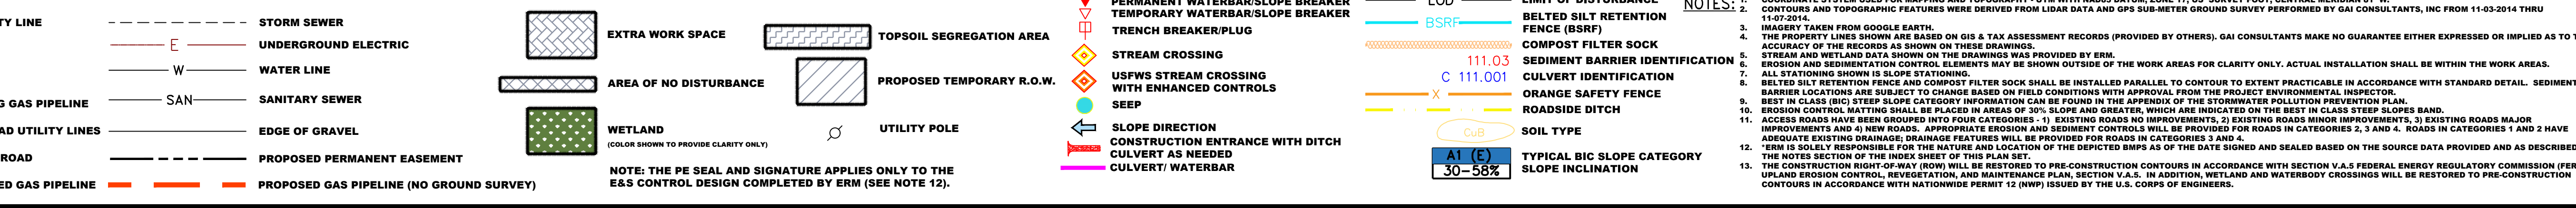 TY LINE
G GAS PIPELINE
AD UTILITY LINES
ROAD
ED GAS PIPELINE
STORM SEWER
E UNDERGROUND ELECTRIC
W WATER LINE
SAN SANITARY SEWER
EDGE OF GRAVEL
PROPOSED PERMANENT EASEMENT
PROPOSED GAS PIPELINE (NO GROUND SURVEY)
EXTRA WORK SPACE
AREA OF NO DISTURBANCE
WETLAND
(COLOR SHOWN TO PROVIDE CLARITY ONLY)
TOPSOIL SEGREGATION AREA
PROPOSED TEMPORARY R.O.W.
UTILITY POLE
NOTE: THE PE SEAL AND SIGNATURE APPLIES ONLY TO THE
E&S CONTROL DESIGN COMPLETED BY ERM (SEE NOTE 12).
PERMANENT WATERBAR/SLOPE BREAKER
TEMPORARY WATERBAR/SLOPE BREAKER
TRENCH BREAKER/PLUG
STREAM CROSSING
USFWS STREAM CROSSING
WITH ENHANCED CONTROLS
SEEP
SLOPE DIRECTION
CONSTRUCTION ENTRANCE WITH DITCH
CULVERT AS NEEDED
CULVERT/ WATERBAR
LOD LIMIT OF DISTURBANCE
BSRF BELTED SILT RETENTION
FENCE (BSRF)
COMPOST FILTER SOCK
111.03 SEDIMENT BARRIER IDENTIFICATION
C 111.001 CULVERT IDENTIFICATION
X ORANGE SAFETY FENCE
ROADSIDE DITCH
CuB SOIL TYPE
A1 (E) TYPICAL BIC SLOPE CATEGORY
30-58% SLOPE INCLINATION
NOTES:
2. CONTOURS AND TOPOGRAPHIC FEATURES WERE DERIVED FROM LIDAR DATA AND GPS SUB-METER GROUND SURVEY PERFORMED BY GAI CONSULTANTS, INC FROM 11-03-2014 THRU
11-07-2014.
3. IMAGERY TAKEN FROM GOOGLE EARTH.
4. THE PROPERTY LINES SHOWN ARE BASED ON GIS & TAX ASSESSMENT RECORDS (PROVIDED BY OTHERS). GAI CONSULTANTS MAKE NO GUARANTEE EITHER EXPRESSED OR IMPLIED AS TO T
ACCURACY OF THE RECORDS AS SHOWN ON THESE DRAWINGS.
5. STREAM AND WETLAND DATA SHOWN ON THE DRAWINGS WAS PROVIDED BY ERM.
6. EROSION AND SEDIMENTATION CONTROL ELEMENTS MAY BE SHOWN OUTSIDE OF THE WORK AREAS FOR CLARITY ONLY. ACTUAL INSTALLATION SHALL BE WITHIN THE WORK AREAS.
7. ALL STATIONING SHOWN IS SLOPE STATIONING.
8. BELTED SILT RETENTION FENCE AND COMPOST FILTER SOCK SHALL BE INSTALLED PARALLEL TO CONTOUR TO EXTENT PRACTICABLE IN ACCORDANCE WITH STANDARD DETAIL. SEDIMENT
BARRIER LOCATIONS ARE SUBJECT TO CHANGE BASED ON FIELD CONDITIONS WITH APPROVAL FROM THE PROJECT ENVIRONMENTAL INSPECTOR.
9. BEST IN CLASS (BIC) STEEP SLOPE CATEGORY INFORMATION CAN BE FOUND IN THE APPENDIX OF THE STORMWATER POLLUTION PREVENTION PLAN.
10. EROSION CONTROL MATTING SHALL BE PLACED IN AREAS OF 30% SLOPE AND GREATER, WHICH ARE INDICATED ON THE BEST IN CLASS STEEP SLOPES BAND.
11. ACCESS ROADS HAVE BEEN GROUPED INTO FOUR CATEGORIES - 1) EXISTING ROADS NO IMPROVEMENTS, 2) EXISTING ROADS MINOR IMPROVEMENTS, 3) EXISTING ROADS MAJOR
IMPROVEMENTS AND 4) NEW ROADS. APPROPRIATE EROSION AND SEDIMENT CONTROLS WILL BE PROVIDED FOR ROADS IN CATEGORIES 2, 3 AND 4. ROADS IN CATEGORIES 1 AND 2 HAVE
ADEQUATE EXISTING DRAINAGE; DRAINAGE FEATURES WILL BE PROVIDED FOR ROADS IN CATEGORIES 3 AND 4.
12. *ERM IS SOLELY RESPONSIBLE FOR THE NATURE AND LOCATION OF THE DEPICTED BMPS AS OF THE DATE SIGNED AND SEALED BASED ON THE SOURCE DATA PROVIDED AND AS DESCRIBED
THE NOTES SECTION OF THE INDEX SHEET OF THIS PLAN SET.
13. THE CONSTRUCTION RIGHT-OF-WAY (ROW) WILL BE RESTORED TO PRE-CONSTRUCTION CONTOURS IN ACCORDANCE WITH SECTION V.A.5 FEDERAL ENERGY REGULATORY COMMISSION (FER
UPLAND EROSION CONTROL, REVEGETATION, AND MAINTENANCE PLAN, SECTION V.A.5. IN ADDITION, WETLAND AND WATERBODY CROSSINGS WILL BE RESTORED TO PRE-CONSTRUCTION
CONTOURS IN ACCORDANCE WITH NATIONWIDE PERMIT 12 (NWP) ISSUED BY THE U.S. CORPS OF ENGINEERS.